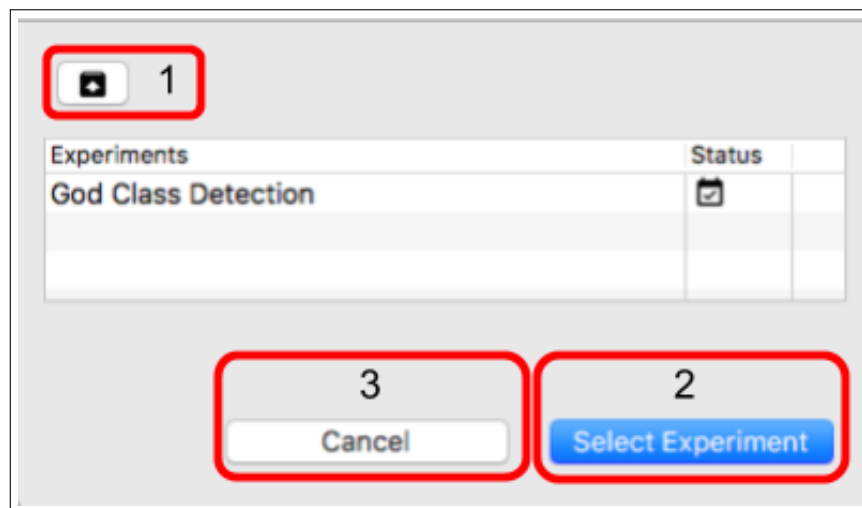 1
Experiments Status
God Class Detection
3 2
Cancel Select Experiment